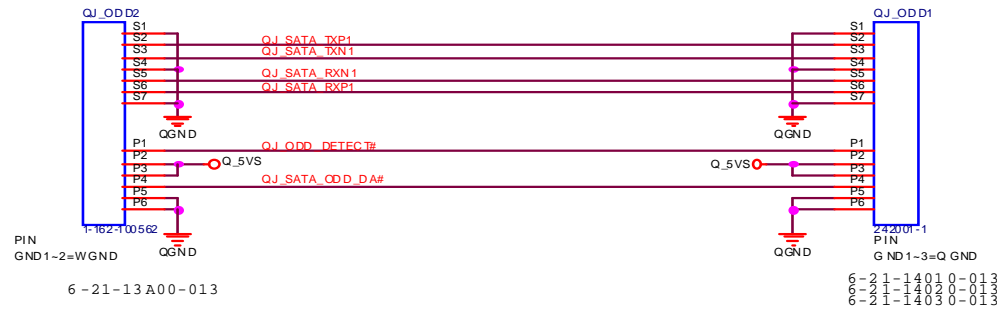 QJ_ODD2
QJ_ODD1
S1
S2
S3
S4
S5
S6
S7
QJ_SATA_TXP1
QJ_SATA_TXN1
QJ_SATA_RXN1
QJ_SATA_RXP1
S1
S2
S3
S4
S5
S6
S7
QGND
QGND
P1
P2
P3
P4
P5
P6
QJ_ODD_DETECT#
Q_5VS
Q_5VS
QJ_SATA_ODD_DA#
P1
P2
P3
P4
P5
P6
1-162-100562
242001-1
QGND
QGND
PIN
GND1~2=WGND
PIN
GND1~3=QGND
6-21-13A00-013
6-21-14010-013
6-21-14020-013
6-21-14030-013